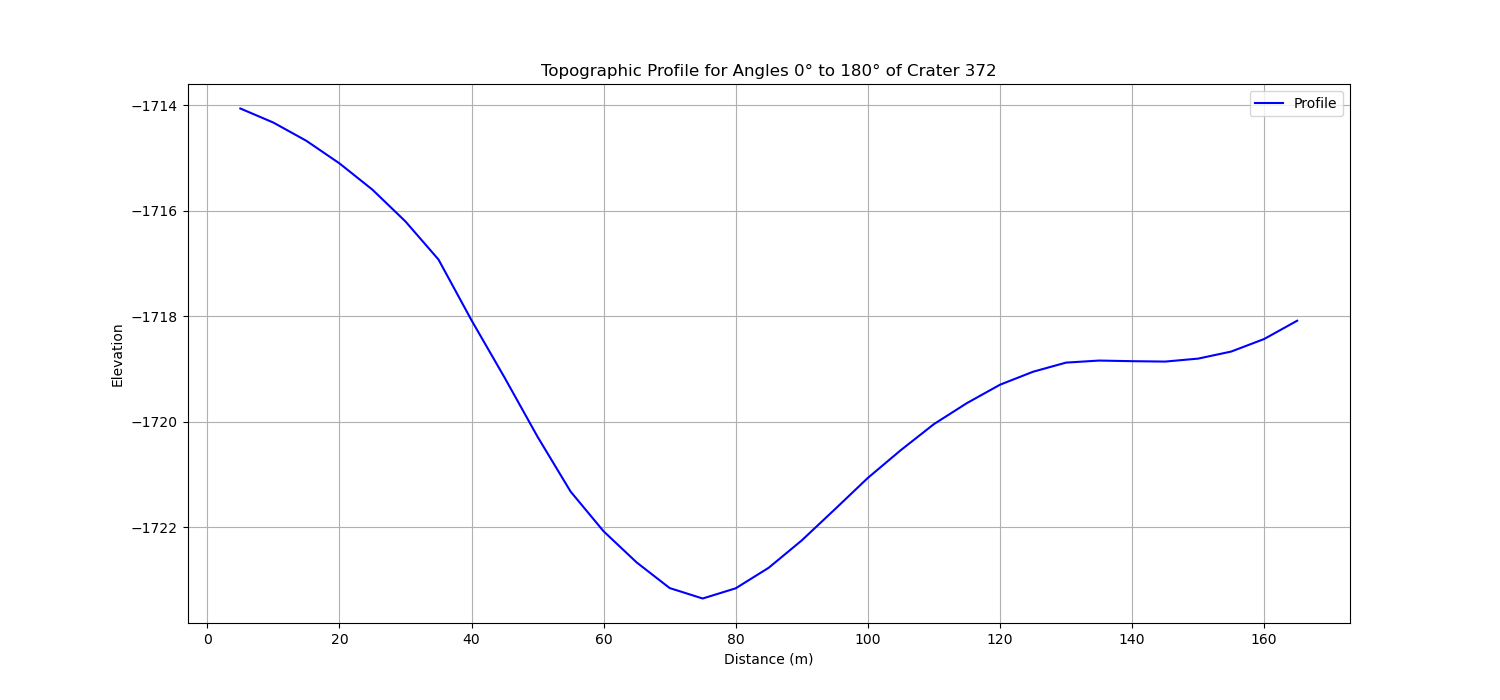 Topographic Profile for Angles 0° to 180° of Crater 372
Profile
−1714
−1716
−1718
−1720
−1722
Elevation
0 20 40 60 80 100 120 140 160
Distance (m)